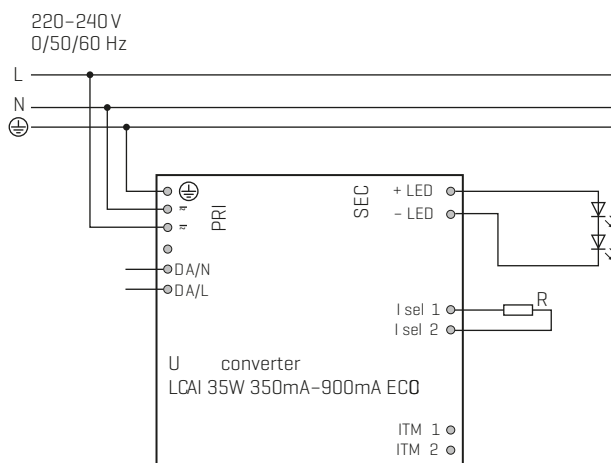 220–240 V
0/50/60 Hz
L
N
PRI
SEC
+ LED
– LED
DA/N
DA/L
I sel 1
I sel 2
R
U converter
LCAI 35W 350mA–900mA ECO
ITM 1
ITM 2